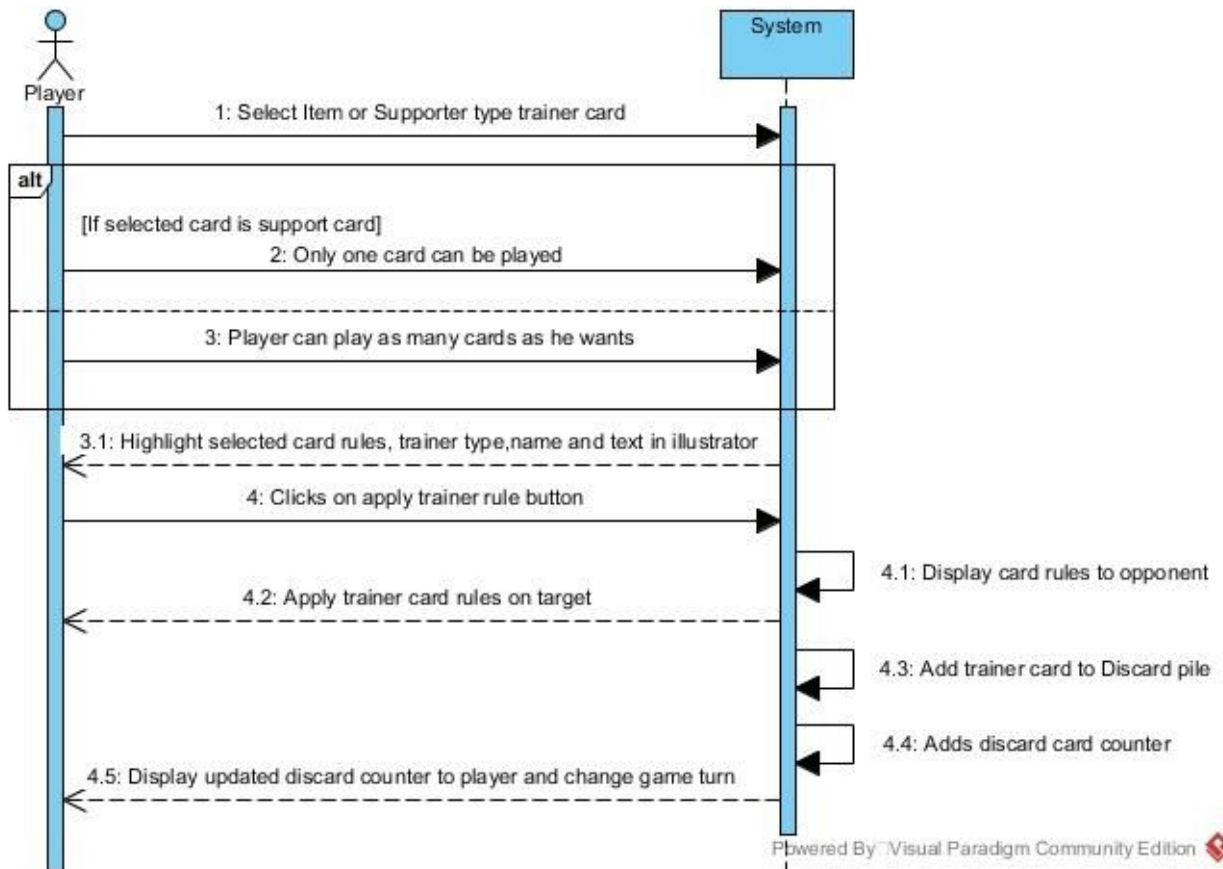 System
Player
1: Select Item or Supporter type trainer card
alt
[If selected card is support card]
2: Only one card can be played
3: Player can play as many cards as he wants
3.1: Highlight selected card rules, trainer type,name and text in illustrator
4: Clicks on apply trainer rule button
4.1: Display card rules to opponent
4.2: Apply trainer card rules on target
4.3: Add trainer card to Discard pile
4.4: Adds discard card counter
4.5: Display updated discard counter to player and change game turn
Powered By Visual Paradigm Community Edition